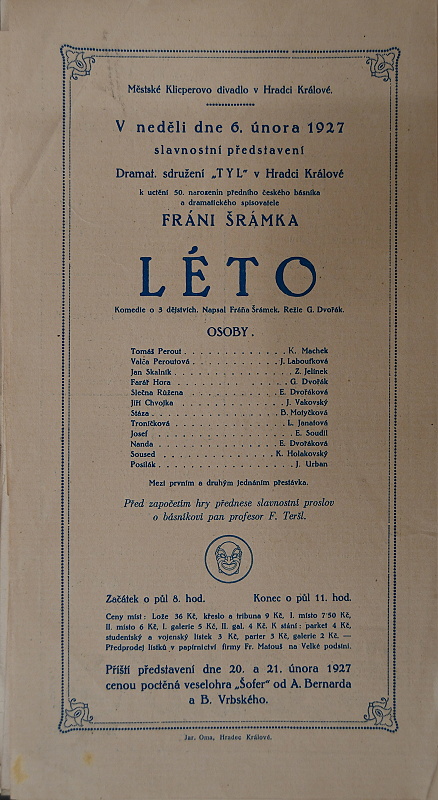 Městské Klicperovo divadlo v Hradci Králové.
V neděli dne 6. února 1927
slavnostní představení
Dramat. sdružení „TYL“ v Hradci Králové
k uctění 50. narozenin předního českého básníka
a dramatického spisovatele
FRÁNI ŠRÁMKA
LÉTO
Komedie o 3 dějstvích. Napsal Fráňa Šrámek. Režie G. Dvořák.
OSOBY.
Tomáš Perout . . . . . . . . . . . . . K. Machek
Valča Peroutová . . . . . . . . . . . J. Laboufková
Jan Skalník . . . . . . . . . . . . . . Z. Jelínek
Farář Hora . . . . . . . . . . . . . . G. Dvořák
Slečna Růžena . . . . . . . . . . . E. Dvořáková
Jiří Chvojka . . . . . . . . . . . . . J. Vakovský
Stáza . . . . . . . . . . . . . . . B. Motyčková
Troníčková . . . . . . . . . . . . . . L. Janatová
Josef . . . . . . . . . . . . . . . . . E. Soudil
Nanda . . . . . . . . . . . . . . . E. Dvořáková
Soused . . . . . . . . . . . . . . K. Holakovský
Poslák . . . . . . . . . . . . . . . . . J. Urban
Mezi prvním a druhým jednáním přestávka.
Před započetím hry přednese slavnostní proslov
o básníkovi pan profesor F. Teršl.
Začátek o půl 8. hod. Konec o půl 11. hod.
Ceny míst: Lože 36 Kč, křeslo a tribuna 9 Kč, I. místo 7·50 Kč,
II. místo 6 Kč, I. galerie 5 Kč, II. gal. 4 Kč. K stání: parket 4 Kč,
studentský a vojenský lístek 3 Kč, parter 3 Kč, galerie 2 Kč. —
Předprodej lístků v papírnictví firmy Fr. Matouš na Velké podsíni.
Příští představení dne 20. a 21. února 1927
cenou poctěná veselohra „Šofer“ od A. Bernarda
a B. Vrbského.
Jar. Oma, Hradec Králové.